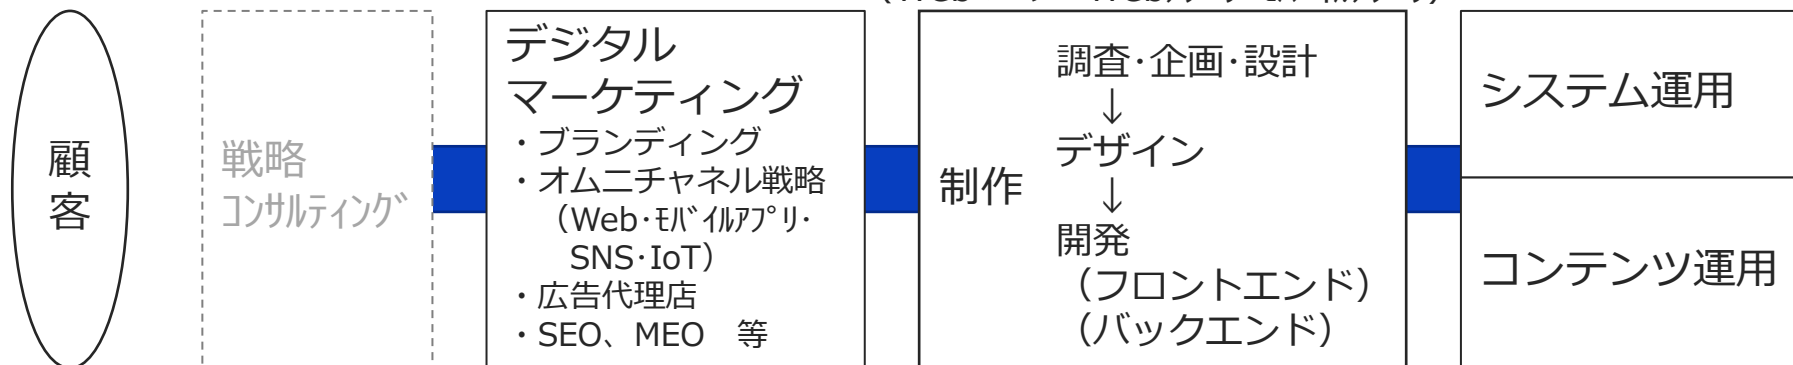 顧
客
戦略
コンサルティング
デジタル
マーケティング
・ブランディング
・オムニチャネル戦略
（Web・モバイルアプリ・
SNS・IoT）
・広告代理店
・SEO、MEO　等
制作
調査・企画・設計
↓
デザイン
↓
開発
（フロントエンド）
（バックエンド）
システム運用
コンテンツ運用